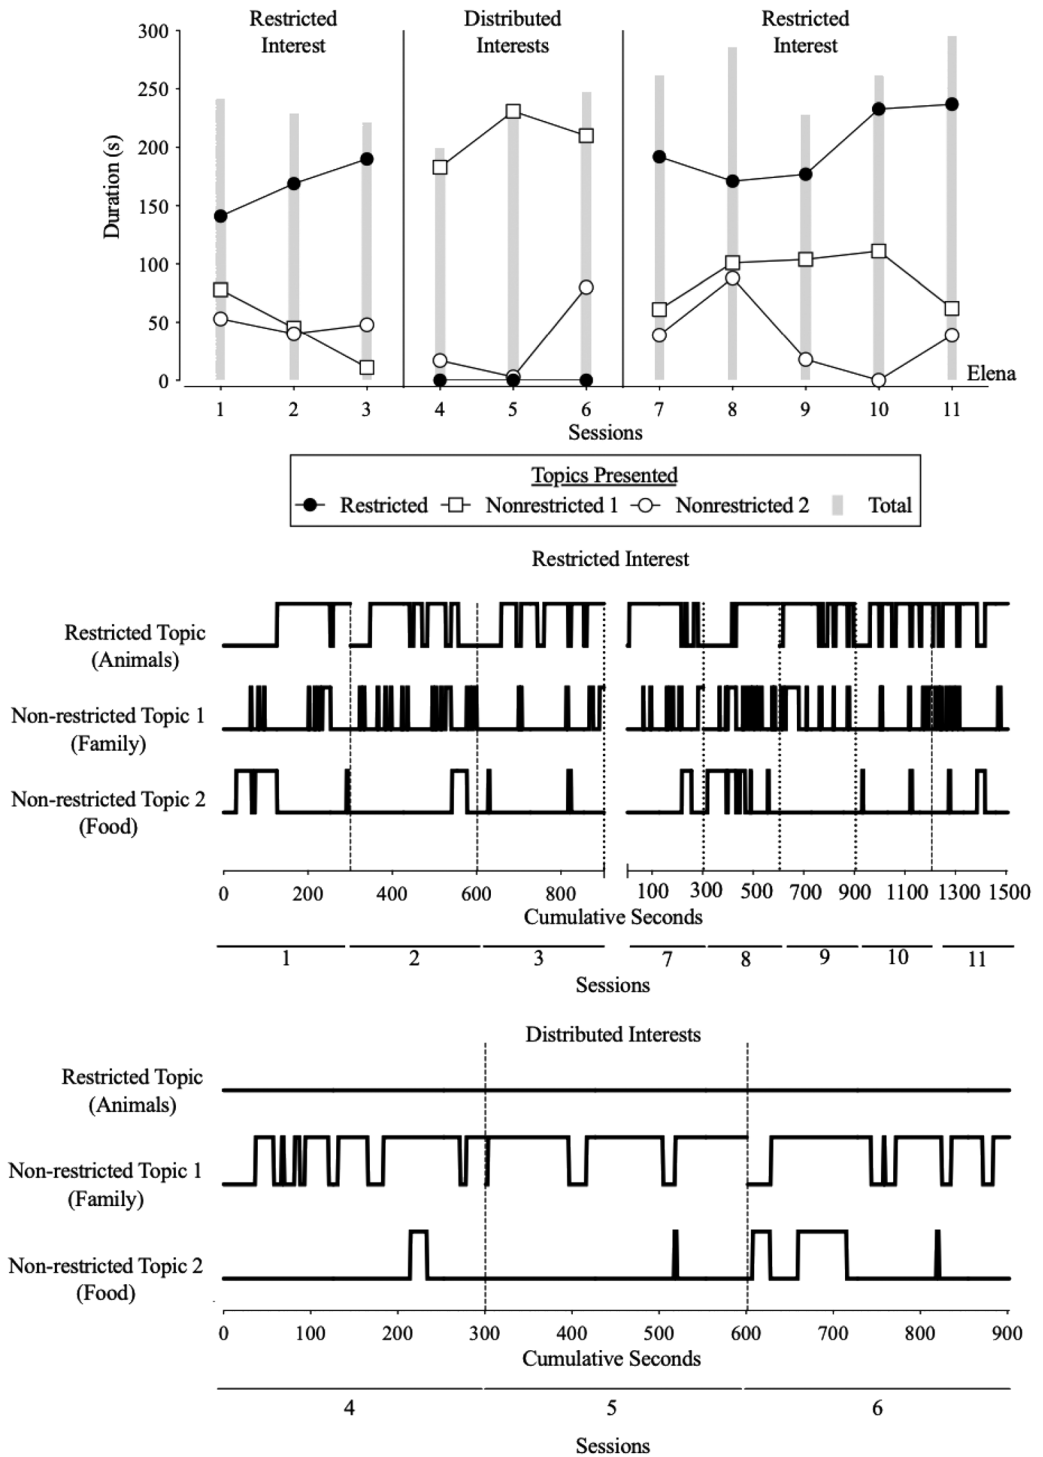 Restricted
Interest
Distributed
Interests
Restricted
Interest
300
250
200
150
100
50
0
Duration (s)
1 2 3 4 5 6 7 8 9 10 11
Elena
Sessions
Topics Presented
Restricted Nonrestricted 1 Nonrestricted 2 Total
Restricted Interest
Restricted Topic
(Animals)
Non-restricted Topic 1
(Family)
Non-restricted Topic 2
(Food)
0 200 400 600 800 100 300 500 700 900 1100 1300 1500
Cumulative Seconds
1 2 3 7 8 9 10 11
Sessions
Distributed Interests
Restricted Topic
(Animals)
Non-restricted Topic 1
(Family)
Non-restricted Topic 2
(Food)
0 100 200 300 400 500 600 700 800 900
Cumulative Seconds
4 5 6
Sessions